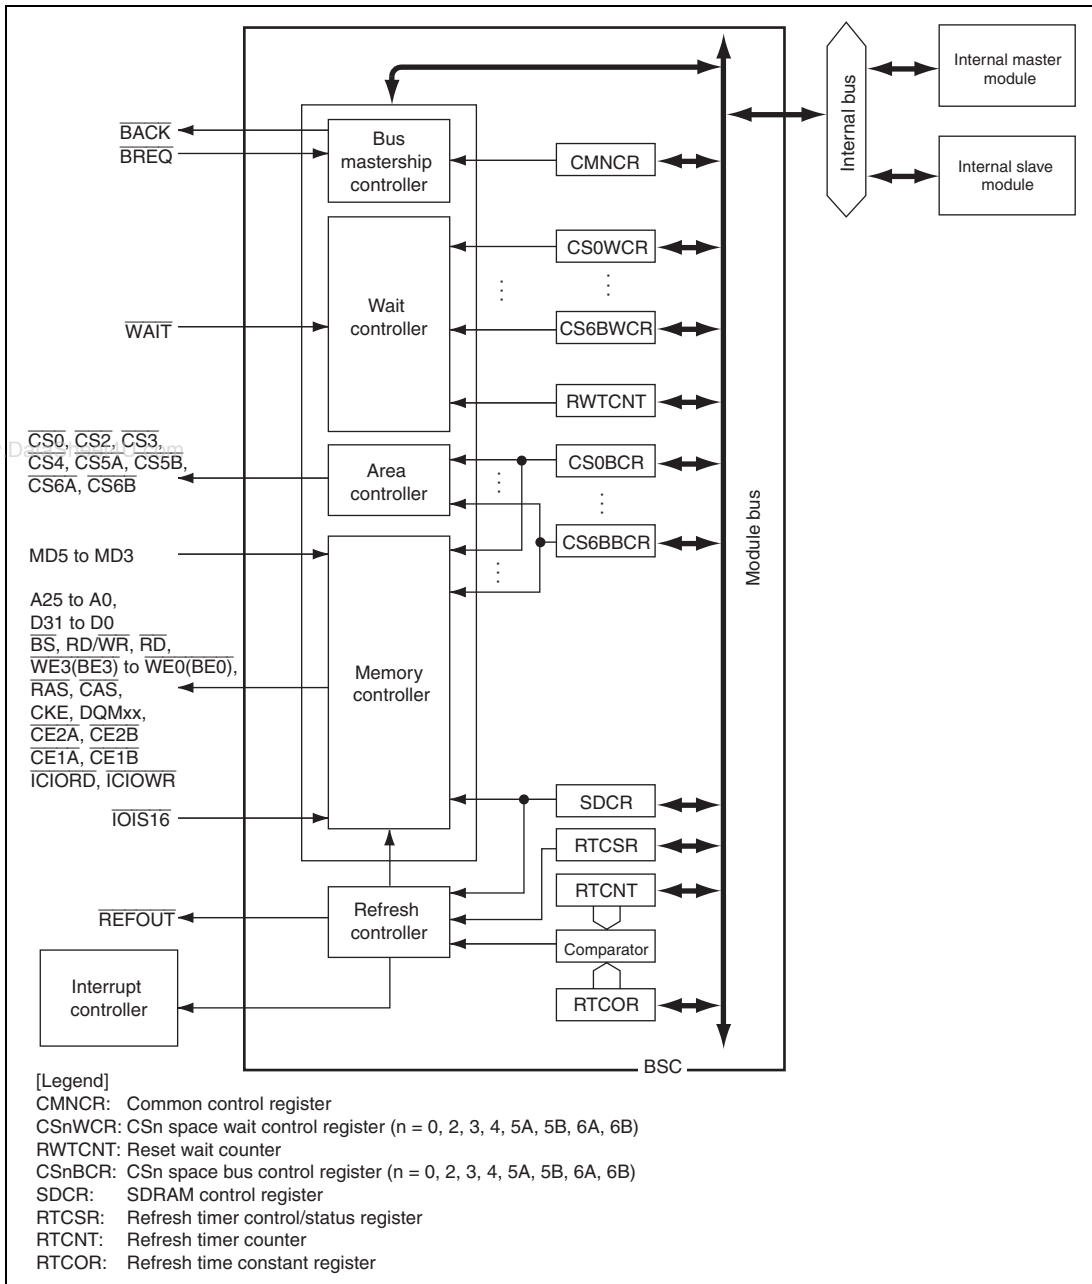 BACK
BREQ
Bus
mastership
controller
CMNCR
Internal bus
Internal master
module
Internal slave
module
WAIT
Wait
controller
CS0WCR
CS6BWCR
RWTCNT
CS0, CS2, CS3,
CS4, CS5A, CS5B,
CS6A, CS6B
Area
controller
CS0BCR
CS6BBCR
Module bus
MD5 to MD3
A25 to A0,
D31 to D0
BS, RD/WR, RD,
WE3(BE3) to WE0(BE0),
RAS, CAS,
CKE, DQMxx,
CE2A, CE2B
CE1A, CE1B
ICIORD, ICIOWR
IOIS16
Memory
controller
SDCR
RTCSR
RTCNT
Comparator
RTCOR
REFOUT
Refresh
controller
Interrupt
controller
BSC
[Legend]
CMNCR: Common control register
CSnWCR: CSn space wait control register (n = 0, 2, 3, 4, 5A, 5B, 6A, 6B)
RWTCNT: Reset wait counter
CSnBCR: CSn space bus control register (n = 0, 2, 3, 4, 5A, 5B, 6A, 6B)
SDCR: SDRAM control register
RTCSR: Refresh timer control/status register
RTCNT: Refresh timer counter
RTCOR: Refresh time constant register